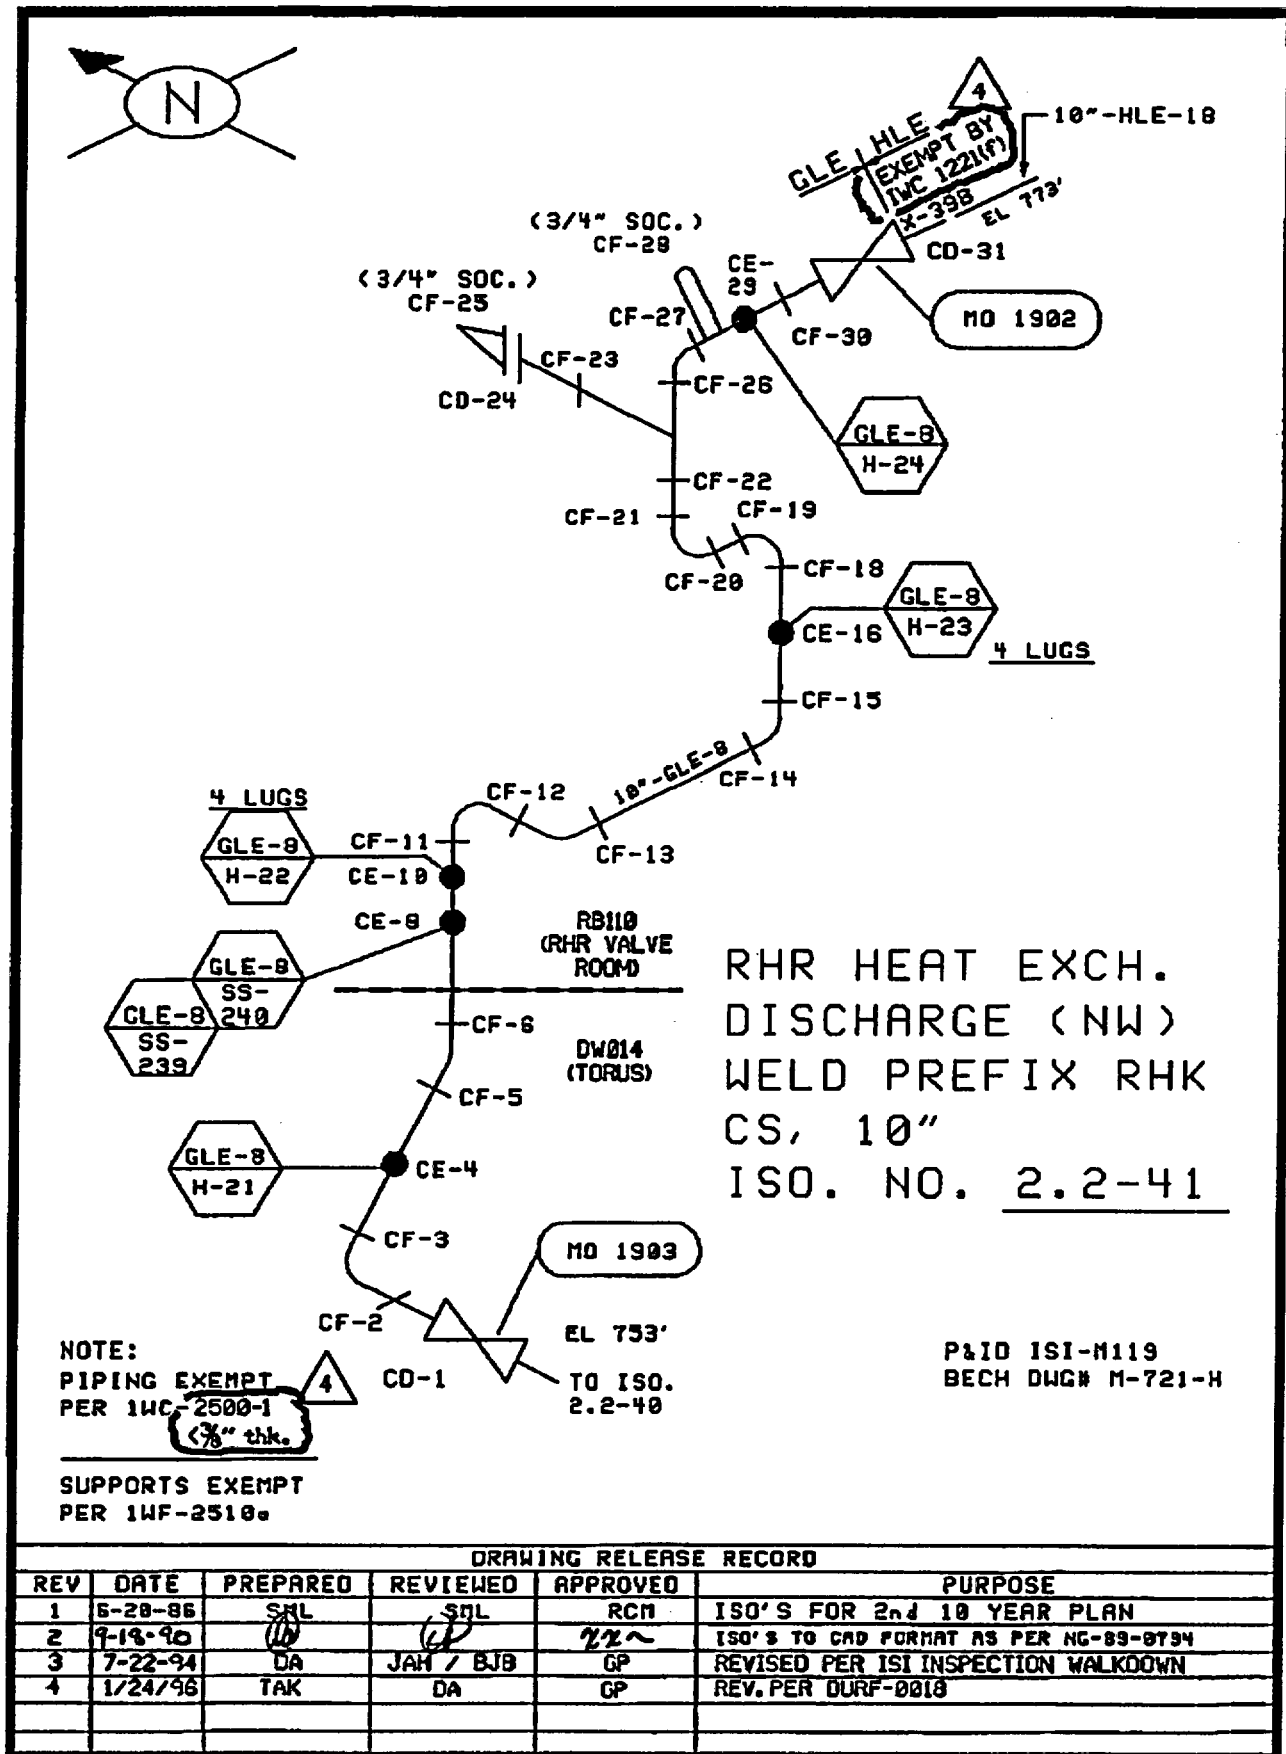 N
4
10"-HLE-18
GLE | HLE
EXEMPT BY
IWC 1221(f)
X-398
EL 773'
(3/4" SOC.)
CF-28
CE-
29
CD-31
(3/4" SOC.)
CF-25
CF-27
CF-30
MO 1902
CF-23
CD-24
CF-26
GLE-8
H-24
CF-22
CF-21
CF-19
CF-20
CF-18
GLE-8
H-23
CE-16
4 LUGS
CF-15
18"-GLE-8
CF-14
CF-12
4 LUGS
GLE-8
H-22
CF-11
CF-13
CE-10
CE-8
RB110
(RHR VALVE
ROOM)
GLE-8
SS-
240
GLE-8
SS-
239
CF-6
DW014
(TORUS)
CF-5
RHR HEAT EXCH.
DISCHARGE (NW)
WELD PREFIX RHK
CS, 10"
ISO. NO. 2.2-41
GLE-8
H-21
CE-4
CF-3
MO 1903
CF-2
EL 753'
CD-1
TO ISO.
2.2-40
P&ID ISI-M119
BECH DWG# M-721-H
NOTE:
PIPING EXEMPT
4
PER IWC-2500-1
<3/8" thk.
SUPPORTS EXEMPT
PER IWF-2510a
DRAWING RELEASE RECORD
REV DATE PREPARED REVIEWED APPROVED PURPOSE
1 6-20-86 SML SML RCM ISO'S FOR 2nd 10 YEAR PLAN
2 9-18-90 ISO'S TO CAD FORMAT AS PER NG-89-0794
3 7-22-94 DA JAH / BJB GP REVISED PER ISI INSPECTION WALKDOWN
4 1/24/96 TAK DA GP REV. PER DURF-0018